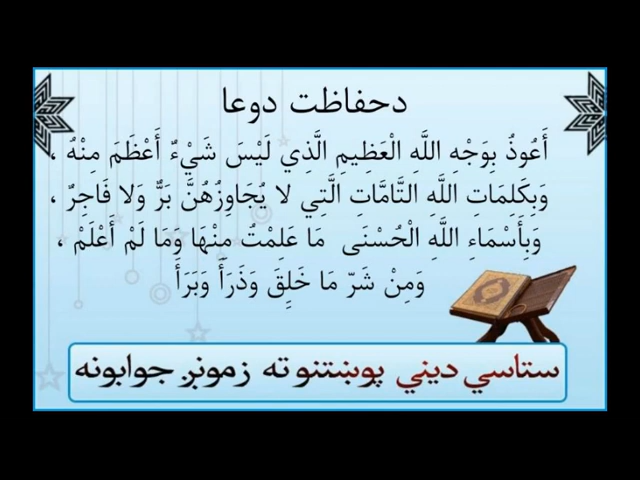 دحفاظت دوعا
أَعُوذُ بِوَجْهِ اللَّهِ الْعَظِيمِ الَّذِي لَيْسَ شَيْءٌ أَعْظَمَ مِنْهُ ،
وَبِكَلِمَاتِ اللَّهِ التَّامَّاتِ الَّتِي لا يُجَاوِزُهُنَّ بَرٌّ وَلا فَاجِرٌ ،
وَبِأَسْمَاءِ اللَّهِ الْحُسْنَى مَا عَلِمْتُ مِنْهَا وَمَا لَمْ أَعْلَمْ ،
وَمِنْ شَرّ مَا خَلِقَ وَذَرَأَ وَبَرَأَ
ستاسي ديني پوښتنو ته زمونږ جوابونه